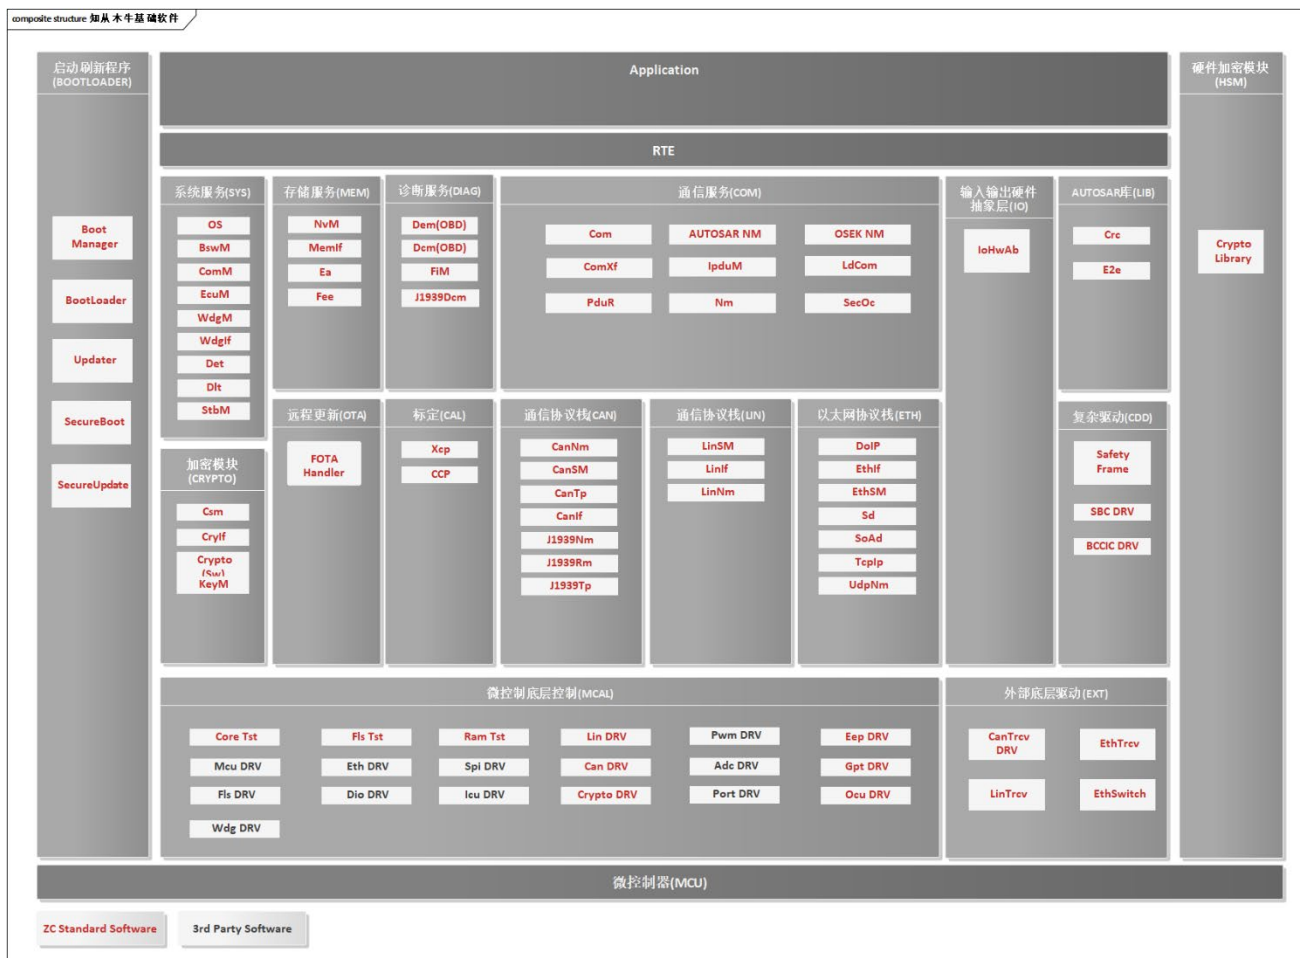 composite structure 知从木牛基础软件
启动刷新程序
(BOOTLOADER)
Boot
Manager
BootLoader
Updater
SecureBoot
SecureUpdate
Application
RTE
系统服务(SYS)
OS
BswM
ComM
EcuM
WdgM
WdgIf
Det
Dlt
StbM
存储服务(MEM)
NvM
MemIf
Ea
Fee
诊断服务(DIAG)
Dem(OBD)
Dcm(OBD)
FiM
J1939Dcm
通信服务(COM)
Com
AUTOSAR NM
OSEK NM
ComXf
IpduM
LdCom
PduR
Nm
SecOc
输入输出硬件
抽象层(IO)
IoHwAb
AUTOSAR库(LIB)
Crc
E2e
硬件加密模块
(HSM)
Crypto
Library
加密模块
(CRYPTO)
Csm
CryIf
Crypto
(Sw)
KeyM
远程更新(OTA)
FOTA
Handler
标定(CAL)
Xcp
CCP
通信协议栈(CAN)
CanNm
CanSM
CanTp
CanIf
J1939Nm
J1939Rm
J1939Tp
通信协议栈(LIN)
LinSM
LinIf
LinNm
以太网协议栈(ETH)
DoIP
EthIf
EthSM
Sd
SoAd
TcpIp
UdpNm
复杂驱动(CDD)
Safety
Frame
SBC DRV
BCCIC DRV
微控制底层控制(MCAL)
Core Tst
Fls Tst
Ram Tst
Lin DRV
Pwm DRV
Eep DRV
Mcu DRV
Eth DRV
Spi DRV
Can DRV
Adc DRV
Gpt DRV
Fls DRV
Dio DRV
Icu DRV
Crypto DRV
Port DRV
Ocu DRV
Wdg DRV
外部底层驱动(EXT)
CanTrcv
DRV
EthTrcv
LinTrcv
EthSwitch
微控制器(MCU)
ZC Standard Software
3rd Party Software